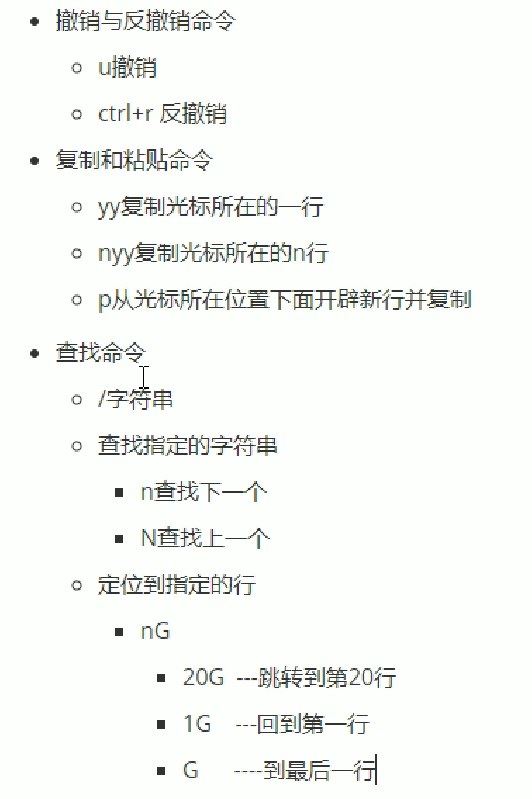 撤销与反撤销命令
u撤销
ctrl+r 反撤销
复制和粘贴命令
yy复制光标所在的一行
nyy复制光标所在的n行
p从光标所在位置下面开辟新行并复制
查找命令
/字符串
查找指定的字符串
n查找下一个
N查找上一个
定位到指定的行
nG
20G ---跳转到第20行
1G ---回到第一行
G ----到最后一行